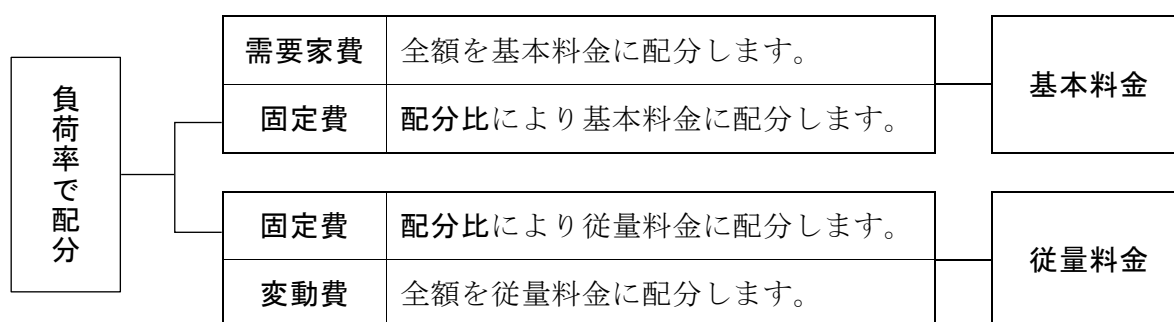 負荷率で配分
需要家費 全額を基本料金に配分します。
固定費 配分比により基本料金に配分します。
基本料金
固定費 配分比により従量料金に配分します。
変動費 全額を従量料金に配分します。
従量料金